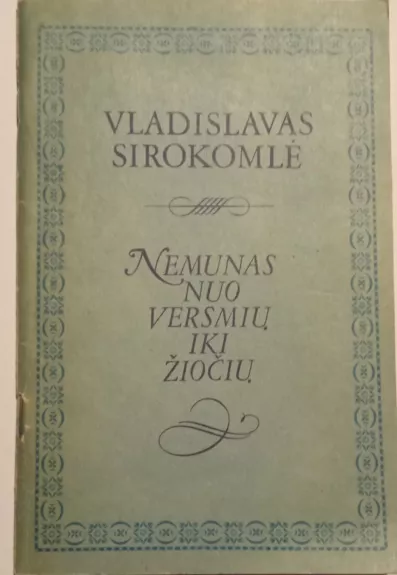 VLADISLAVAS
SIROKOMLĖ
NEMUNAS
NUO
VERSMIŲ
IKI
ŽIOČIŲ